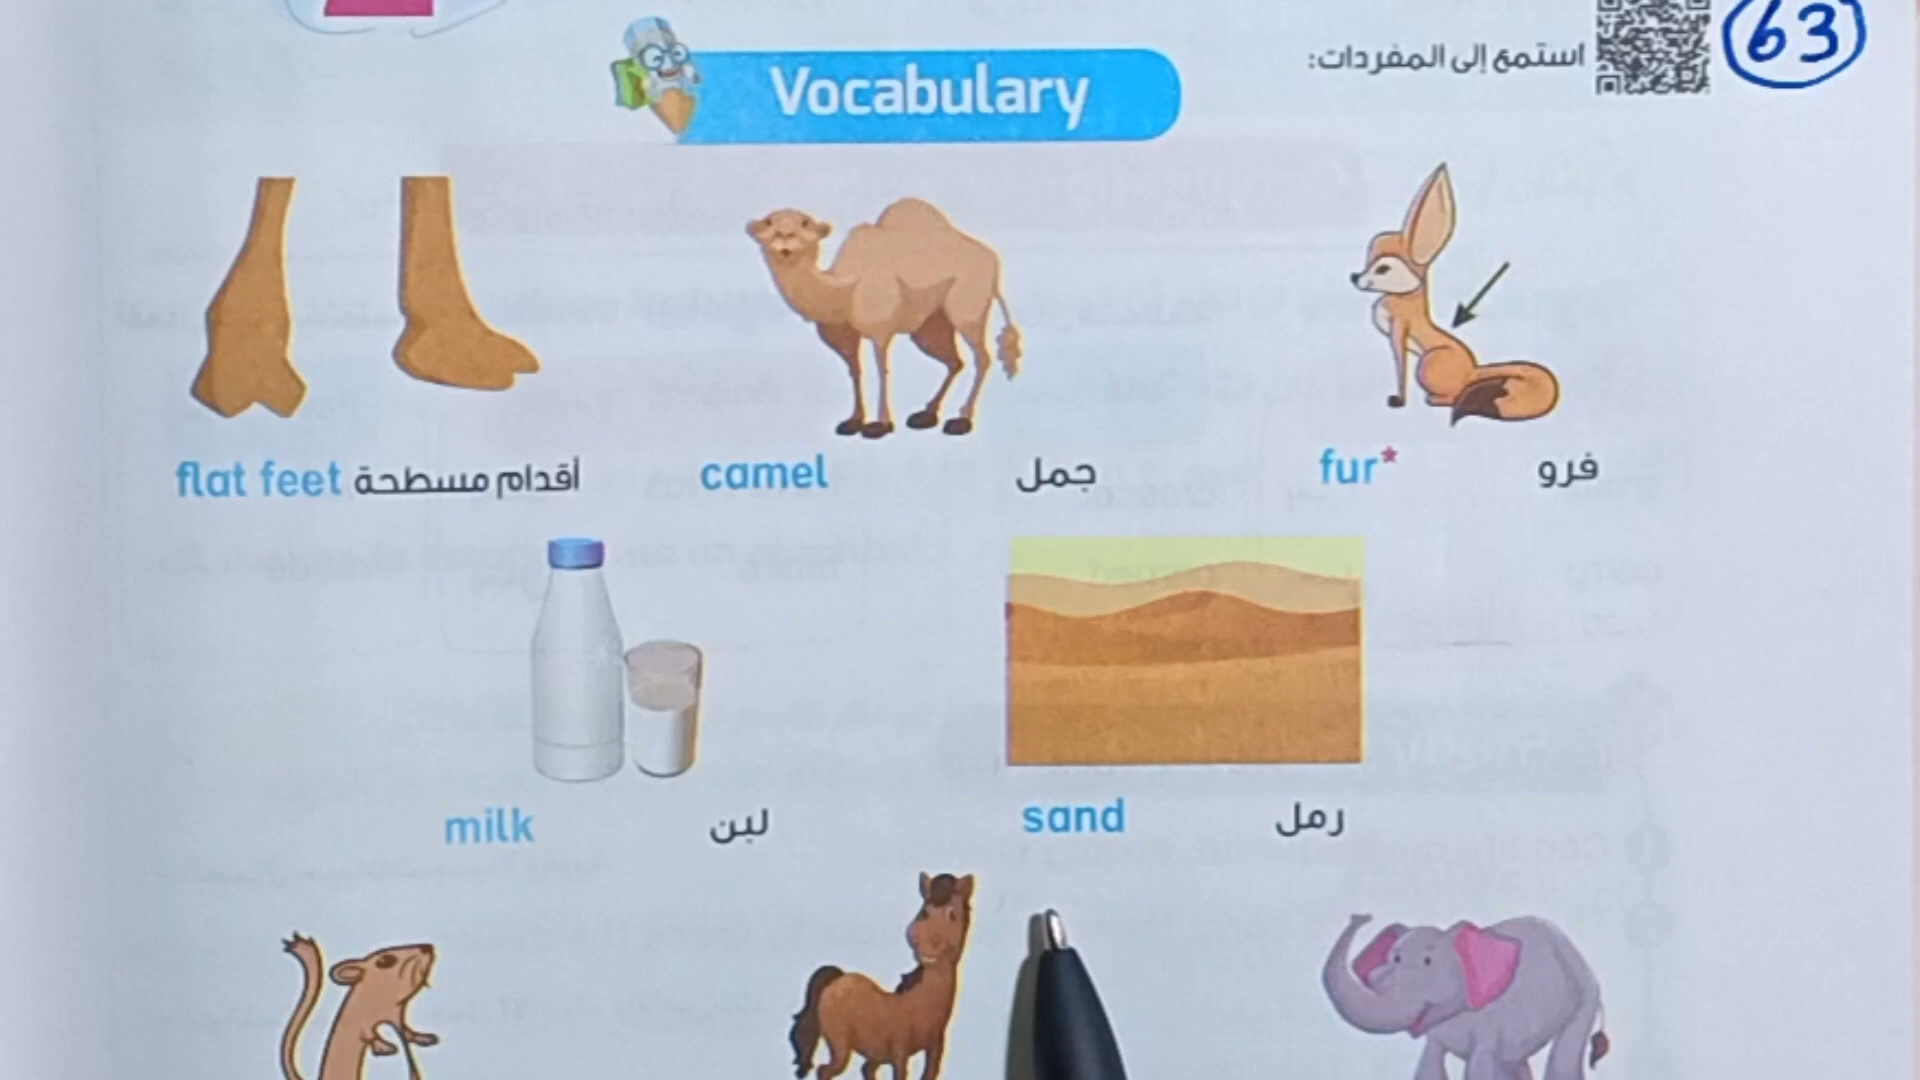 استمع إلى المفردات:
63
Vocabulary
flat feet أقدام مسطحة
camel جمل
fur* فرو
milk لبن
sand رمل